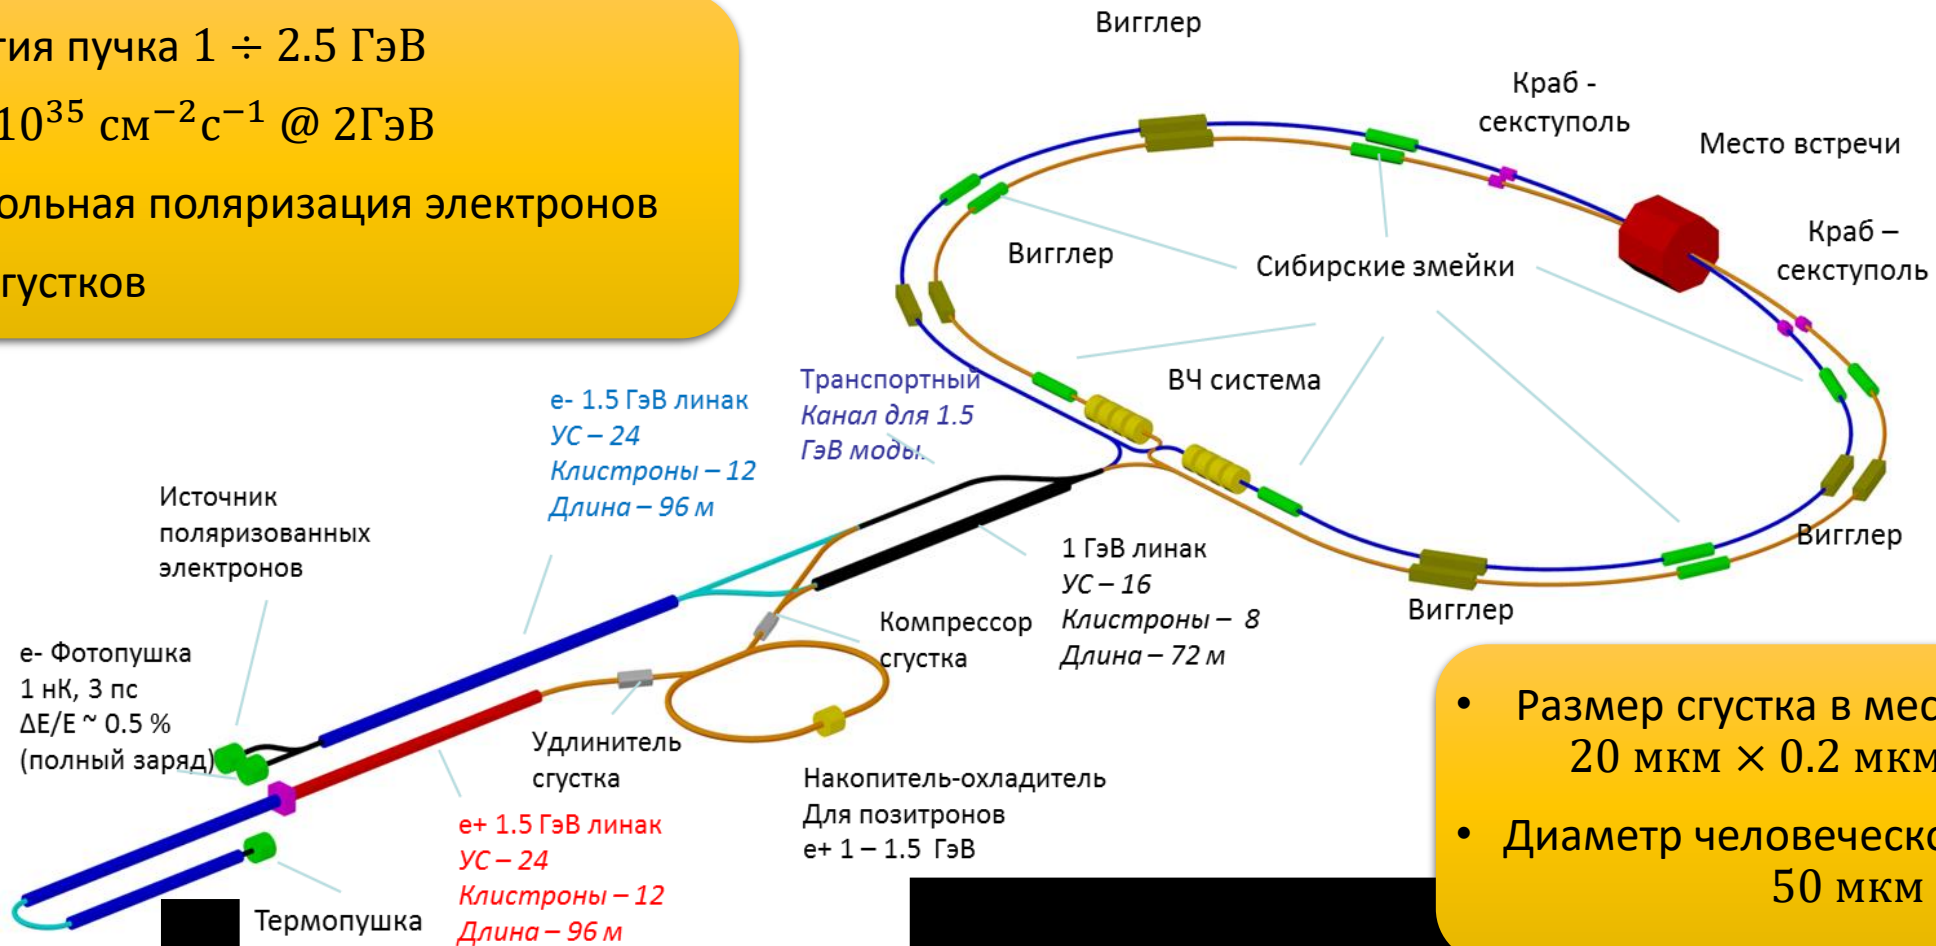 тия пучка 1 ÷ 2.5 ГэВ
10³⁵ см⁻²с⁻¹ @ 2ГэВ
ольная поляризация электронов
густков
Вигглер
Краб -
секступоль
Место встречи
Краб –
секступоль
Вигглер
Сибирские змейки
ВЧ система
Транспортный
Канал для 1.5
ГэВ моды.
e- 1.5 ГэВ линак
УС – 24
Клистроны – 12
Длина – 96 м
Источник
поляризованных
электронов
1 ГэВ линак
УС – 16
Клистроны – 8
Длина – 72 м
Вигглер
Вигглер
Компрессор
сгустка
e- Фотопушка
1 нК, 3 пс
ΔE/E ~ 0.5 %
(полный заряд)
Удлинитель
сгустка
Накопитель-охладитель
Для позитронов
e+ 1 – 1.5 ГэВ
e+ 1.5 ГэВ линак
УС – 24
Клистроны – 12
Длина – 96 м
Термопушка
• Размер сгустка в мес
20 мкм × 0.2 мкм
• Диаметр человеческо
50 мкм